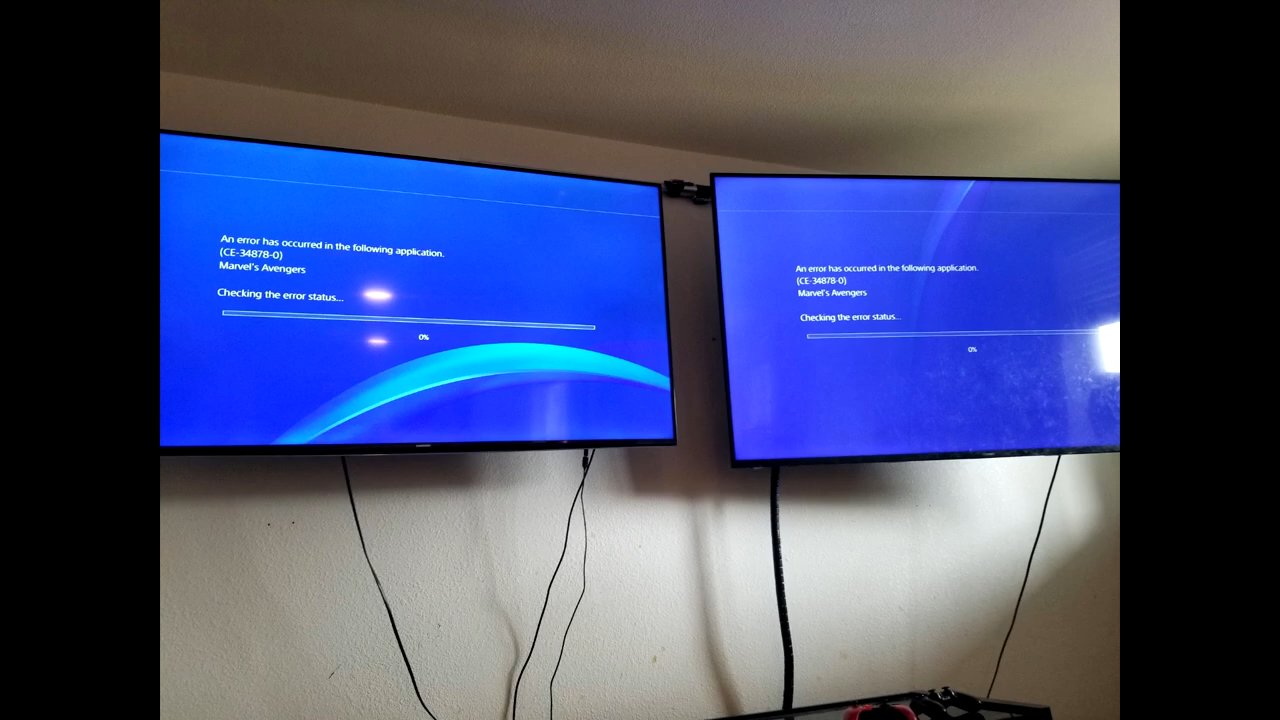 An error has occurred in the following application.
(CE-34878-0)
Marvel's Avengers
Checking the error status...
0%
An error has occurred in the following application.
(CE-34878-0)
Marvel's Avengers
Checking the error status...
0%